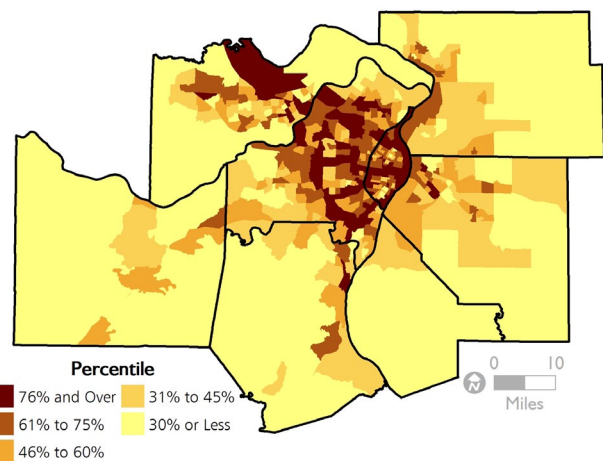 Percentile
76% and Over
61% to 75%
46% to 60%
31% to 45%
30% or Less
N
0 10
Miles